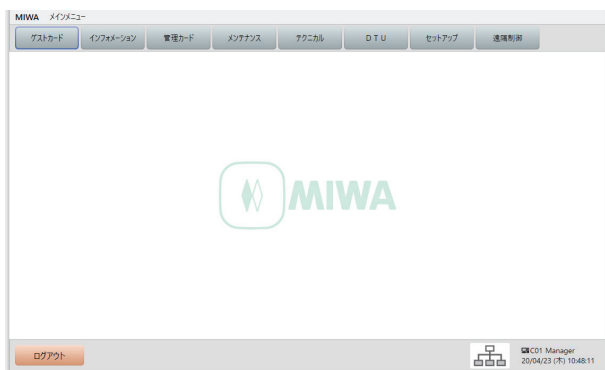 MIWA メインメニュー
ゲストカード インフォメーション 管理カード メンテナンス テクニカル DTU セットアップ 遠隔制御
MIWA
ログアウト
C01 Manager
20/04/23 (木) 10:48:11